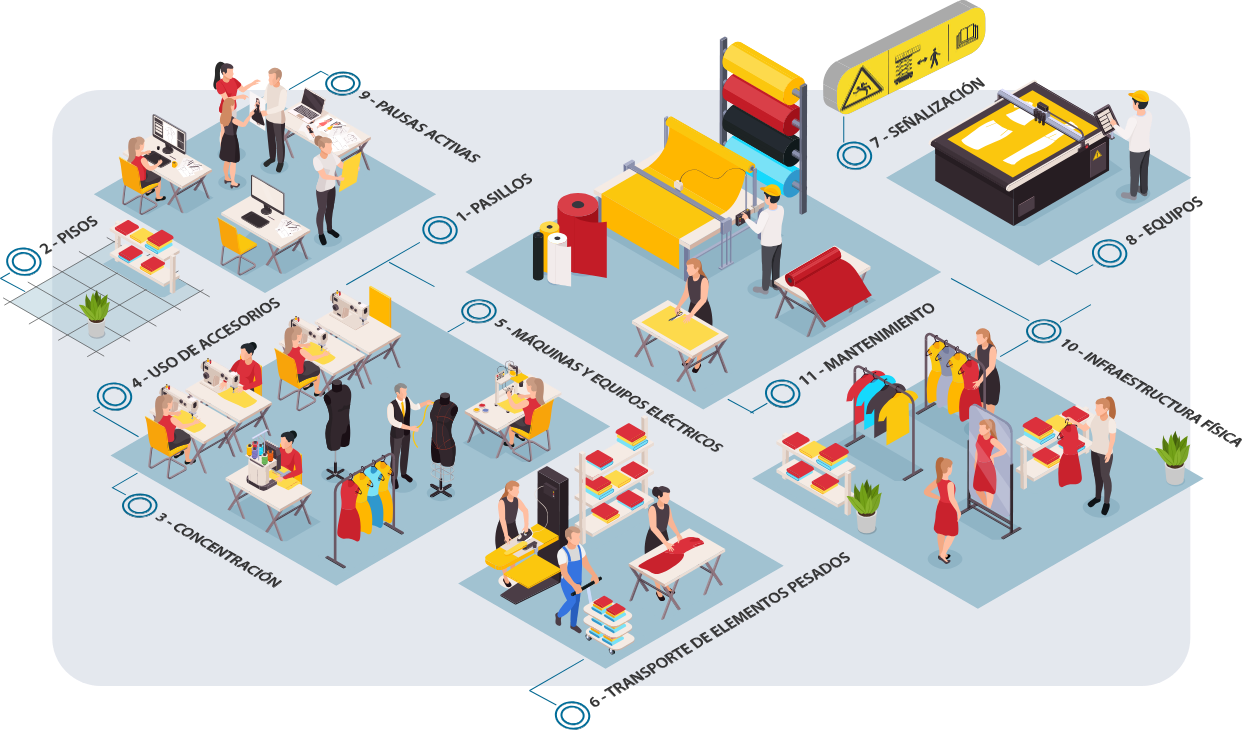 9 - PAUSAS ACTIVAS
7 - SEÑALIZACIÓN
1- PASILLOS
2 - PISOS
8 - EQUIPOS
4 - USO DE ACCESORIOS
5 - MÁQUINAS Y EQUIPOS ELÉCTRICOS
11 - MANTENIMIENTO
10 - INFRAESTRUCTURA FÍSICA
3 - CONCENTRACIÓN
6 - TRANSPORTE DE ELEMENTOS PESADOS